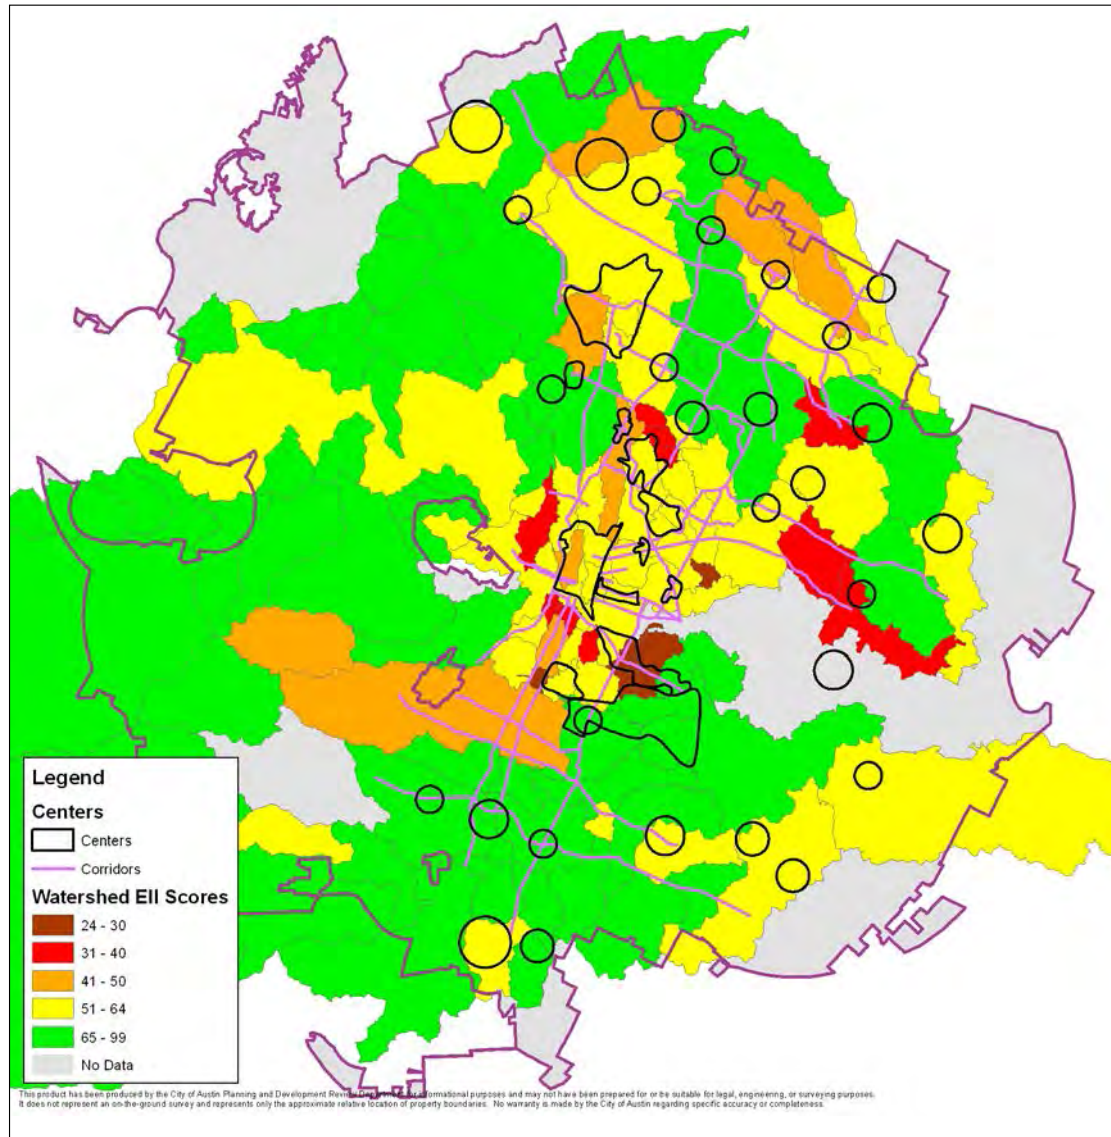 Legend
Centers
Centers
Corridors
Watershed EII Scores
24 - 30
31 - 40
41 - 50
51 - 64
65 - 99
No Data
This product has been produced by the City of Austin Planning and Development Review for informational purposes and may not have been prepared for or be suitable for legal, engineering, or surveying purposes.
It does not represent an on-the-ground survey and represents only the approximate relative location of property boundaries. No warranty is made by the City of Austin regarding specific accuracy or completeness.